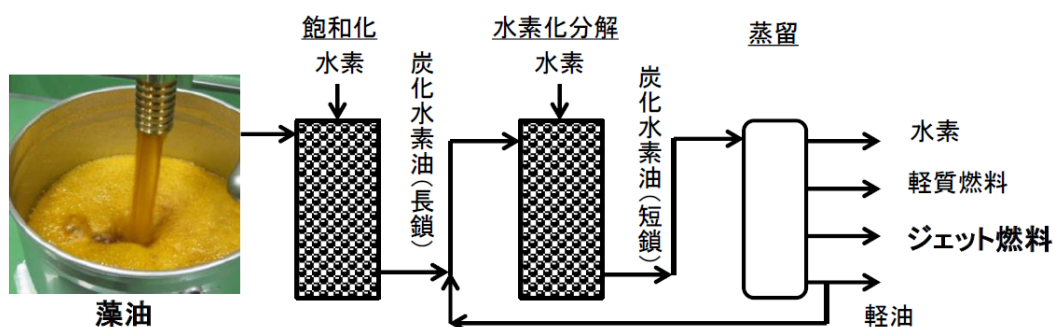 飽和化
水素
炭化水素油(長鎖)
水素化分解
水素
炭化水素油(短鎖)
蒸留
水素
軽質燃料
ジェット燃料
軽油
藻油